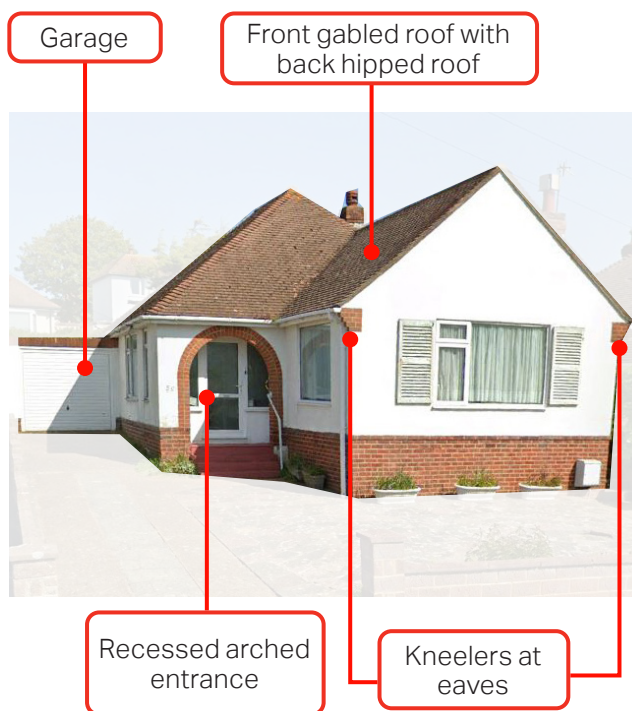 Garage
Front gabled roof with
back hipped roof
Recessed arched
entrance
Kneelers at
eaves